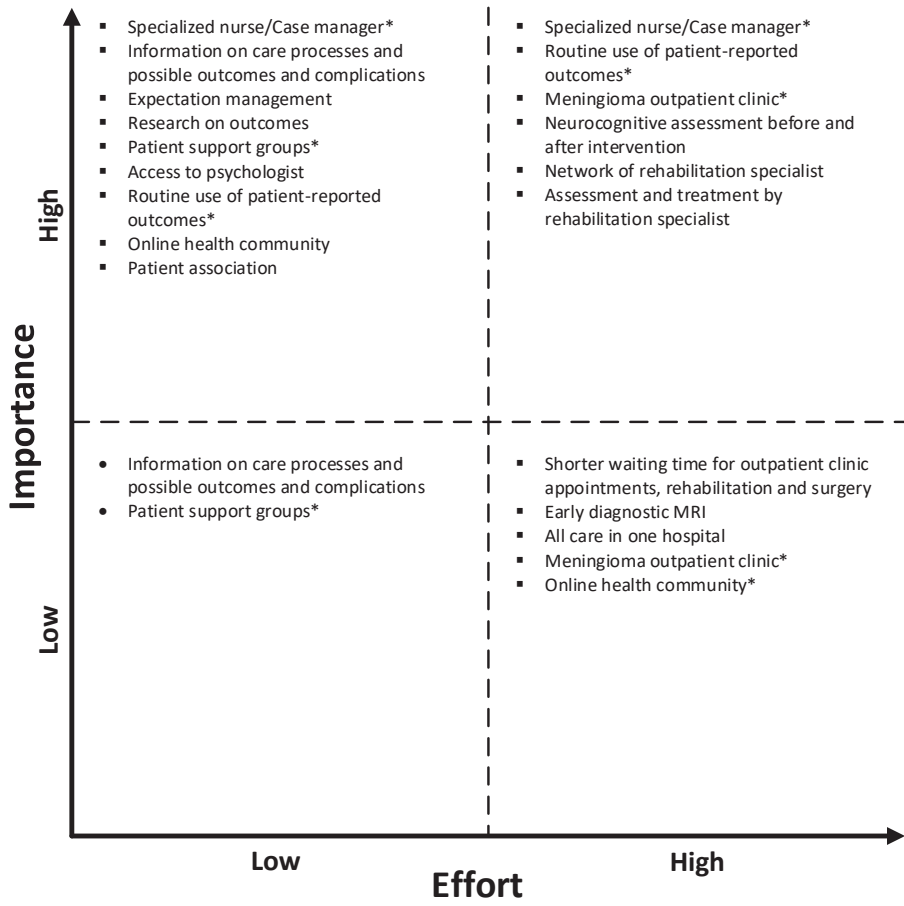 ▪ Specialized nurse/Case manager*
▪ Information on care processes and
possible outcomes and complications
▪ Expectation management
▪ Research on outcomes
▪ Patient support groups*
▪ Access to psychologist
▪ Routine use of patient-reported
outcomes*
▪ Online health community
▪ Patient association
▪ Specialized nurse/Case manager*
▪ Routine use of patient-reported
outcomes*
▪ Meningioma outpatient clinic*
▪ Neurocognitive assessment before and
after intervention
▪ Network of rehabilitation specialist
▪ Assessment and treatment by
rehabilitation specialist
High
Importance
Low
• Information on care processes and
possible outcomes and complications
• Patient support groups*
▪ Shorter waiting time for outpatient clinic
appointments, rehabilitation and surgery
▪ Early diagnostic MRI
▪ All care in one hospital
▪ Meningioma outpatient clinic*
▪ Online health community*
Low
High
Effort